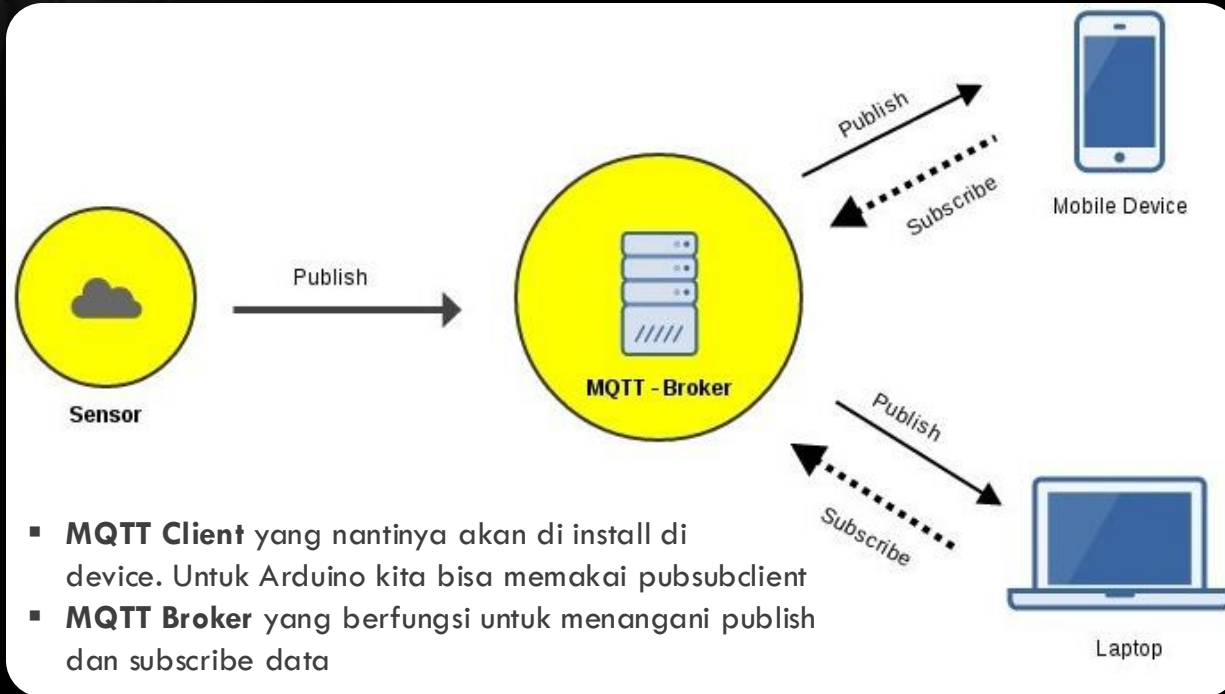 Publish
Mobile Device
Subscribe
Publish
MQTT - Broker
Sensor
Publish
Subscribe
Laptop
▪ MQTT Client yang nantinya akan di install di
device. Untuk Arduino kita bisa memakai pubsubclient
▪ MQTT Broker yang berfungsi untuk menangani publish
dan subscribe data